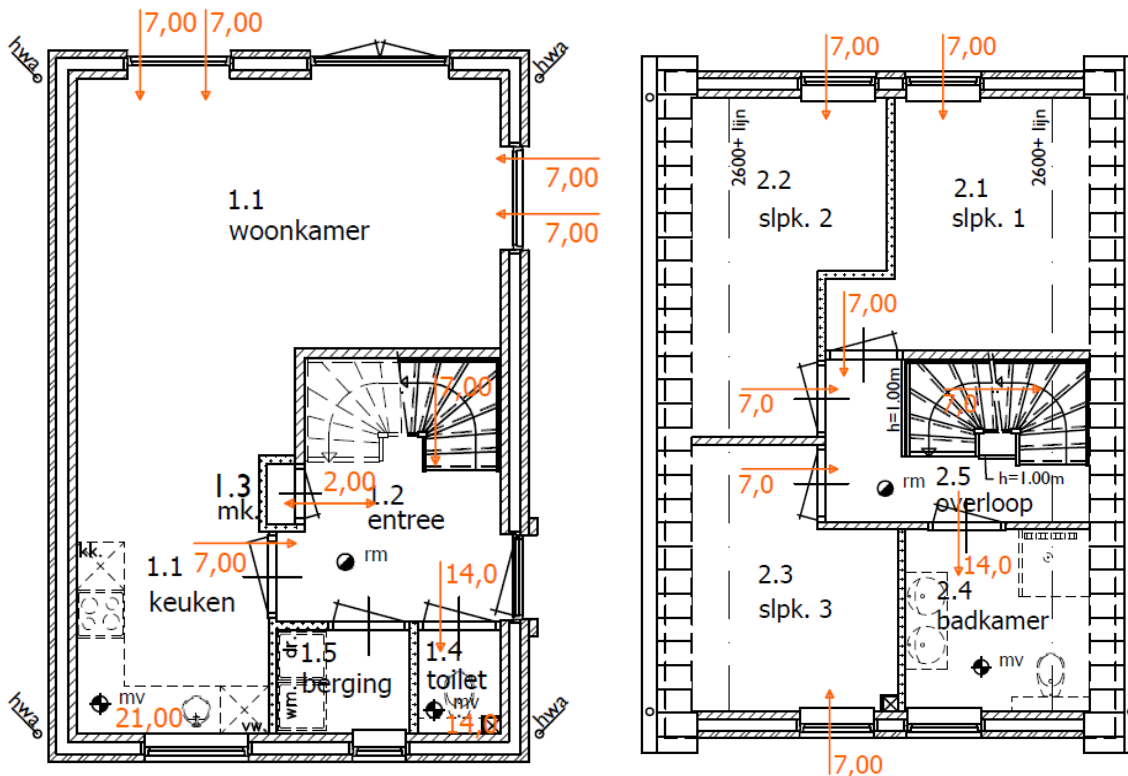 7,00 7,00
hwa
hwa
7,00
7,00
1.1
woonkamer
7,00
1.3
mk.
2,00
1.2
entree
kk.
7,00
rm
1.1
keuken
14,0
dr.
1.5
berging
1.4
toilet
wm
mv
21,00
vw
mv
14,0
hwa
hwa
7,00
7,00
2600+ lijn
2600+ lijn
2.2
slpk. 2
2.1
slpk. 1
7,00
h=1.00m
7,0
7,0
7,0
h=1.00m
rm
2.5
overloop
2.3
slpk. 3
14,0
2.4
badkamer
mv
7,00